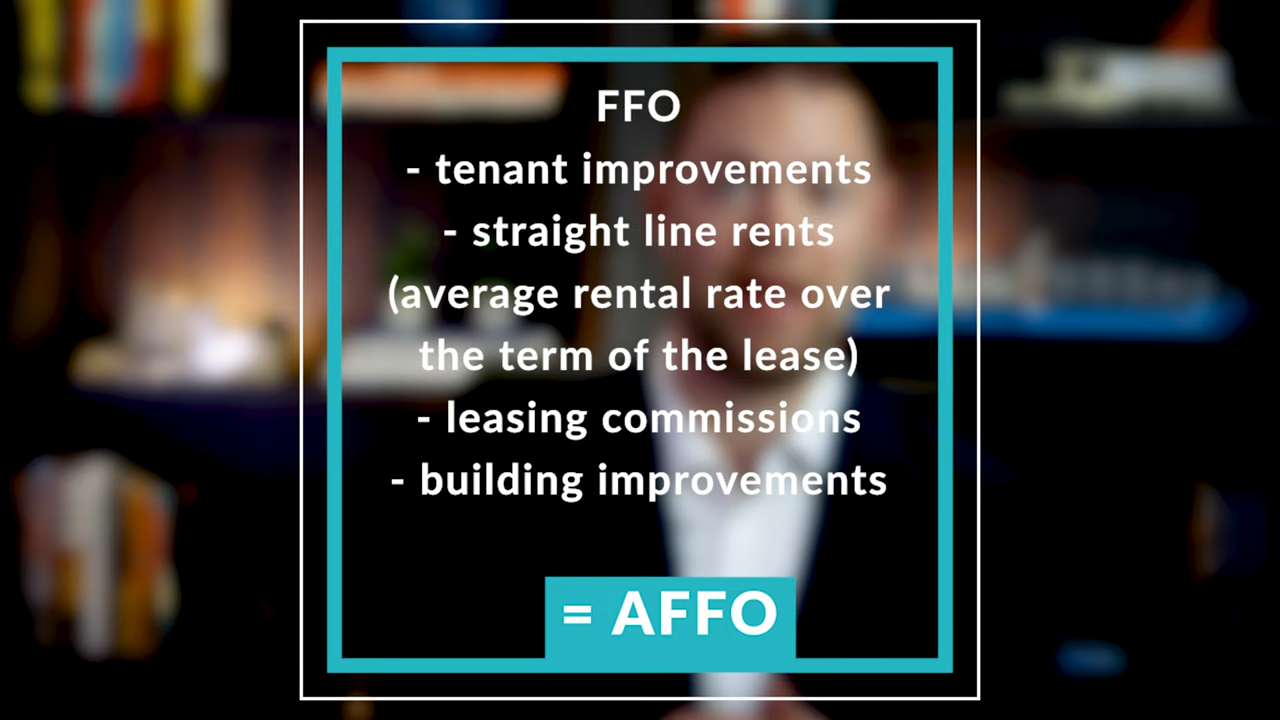 FFO
- tenant improvements
- straight line rents
(average rental rate over
the term of the lease)
- leasing commissions
- building improvements
= AFFO